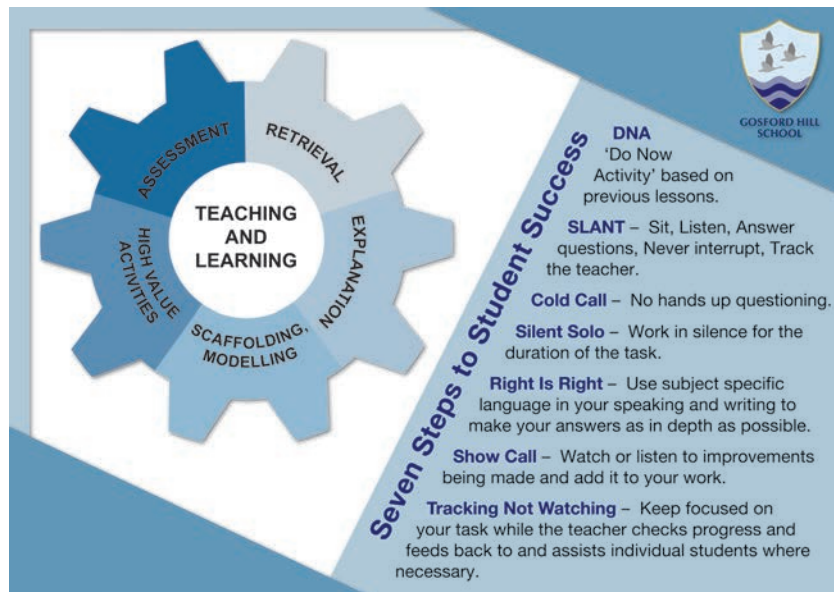 ASSESSMENT
RETRIEVAL
EXPLANATION
SCAFFOLDING,
MODELLING
HIGH VALUE
ACTIVITIES
TEACHING
AND
LEARNING
GOSFORD HILL
SCHOOL
Seven Steps to Student Success
DNA
‘Do Now
Activity’ based on
previous lessons.
SLANT – Sit, Listen, Answer
questions, Never interrupt, Track
the teacher.
Cold Call – No hands up questioning.
Silent Solo – Work in silence for the
duration of the task.
Right Is Right – Use subject specific
language in your speaking and writing to
make your answers as in depth as possible.
Show Call – Watch or listen to improvements
being made and add it to your work.
Tracking Not Watching – Keep focused on
your task while the teacher checks progress and
feeds back to and assists individual students where
necessary.